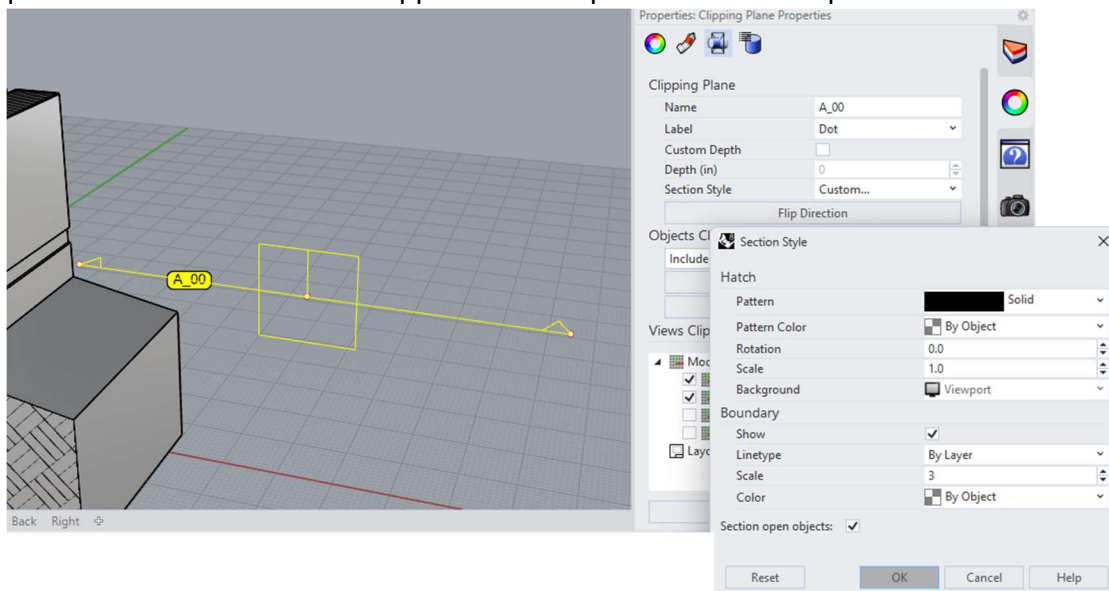 Properties: Clipping Plane Properties
Clipping Plane
Name A_00
Label Dot
Custom Depth
Depth (in) 0
Section Style Custom...
Flip Direction
Objects Cl
Include
Views Clip
Moc
Layc
A_00
Back Right
Section Style
Hatch
Pattern Solid
Pattern Color By Object
Rotation 0.0
Scale 1.0
Background Viewport
Boundary
Show
Linetype By Layer
Scale 3
Color By Object
Section open objects:
Reset OK Cancel Help